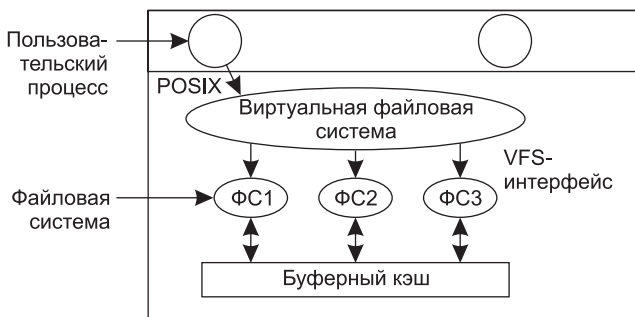 Пользова-
тельский
процесс
POSIX
Виртуальная файловая
система
VFS-
интерфейс
Файловая
система
ФС1
ФС2
ФС3
Буферный кэш